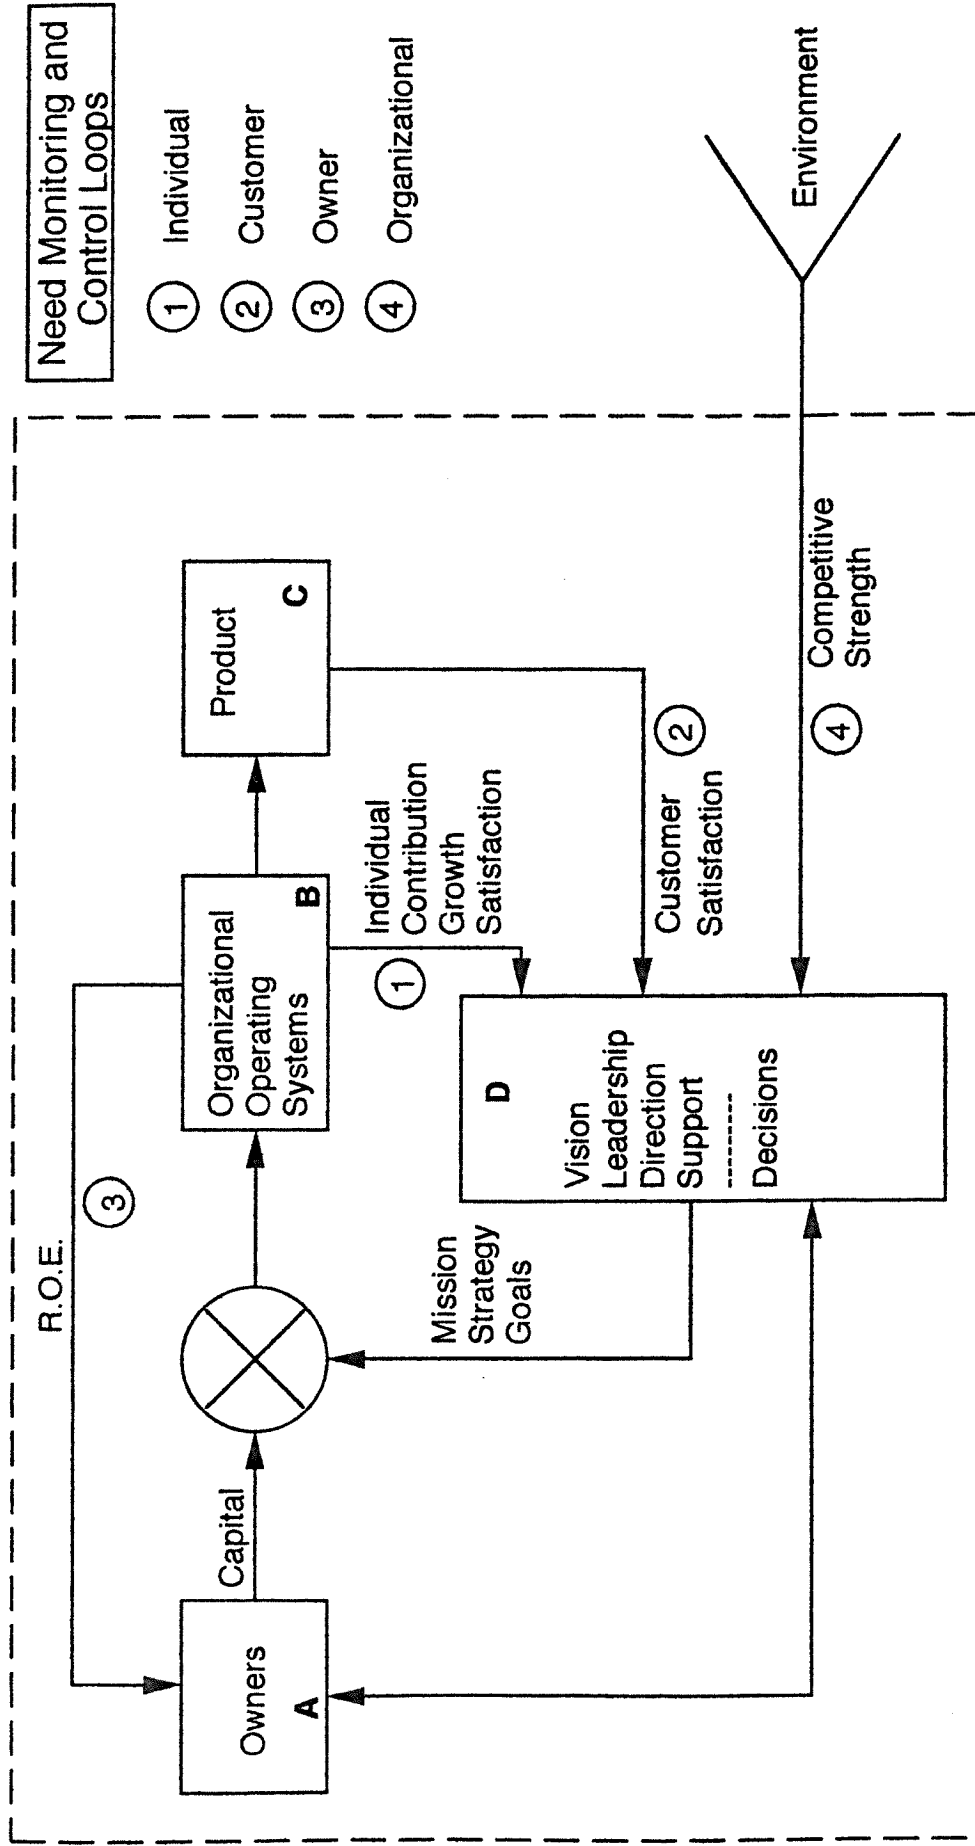 Need Monitoring and
Control Loops
1 Individual
2 Customer
3 Owner
4 Organizational
R.O.E.
3
Owners
A
Capital
Organizational
Operating
Systems
B
Product
C
1
Individual
Contribution
Growth
Satisfaction
Mission
Strategy
Goals
D
Vision
Leadership
Direction
Support
--------
Decisions
Customer
Satisfaction
2
4
Competitive
Strength
Environment